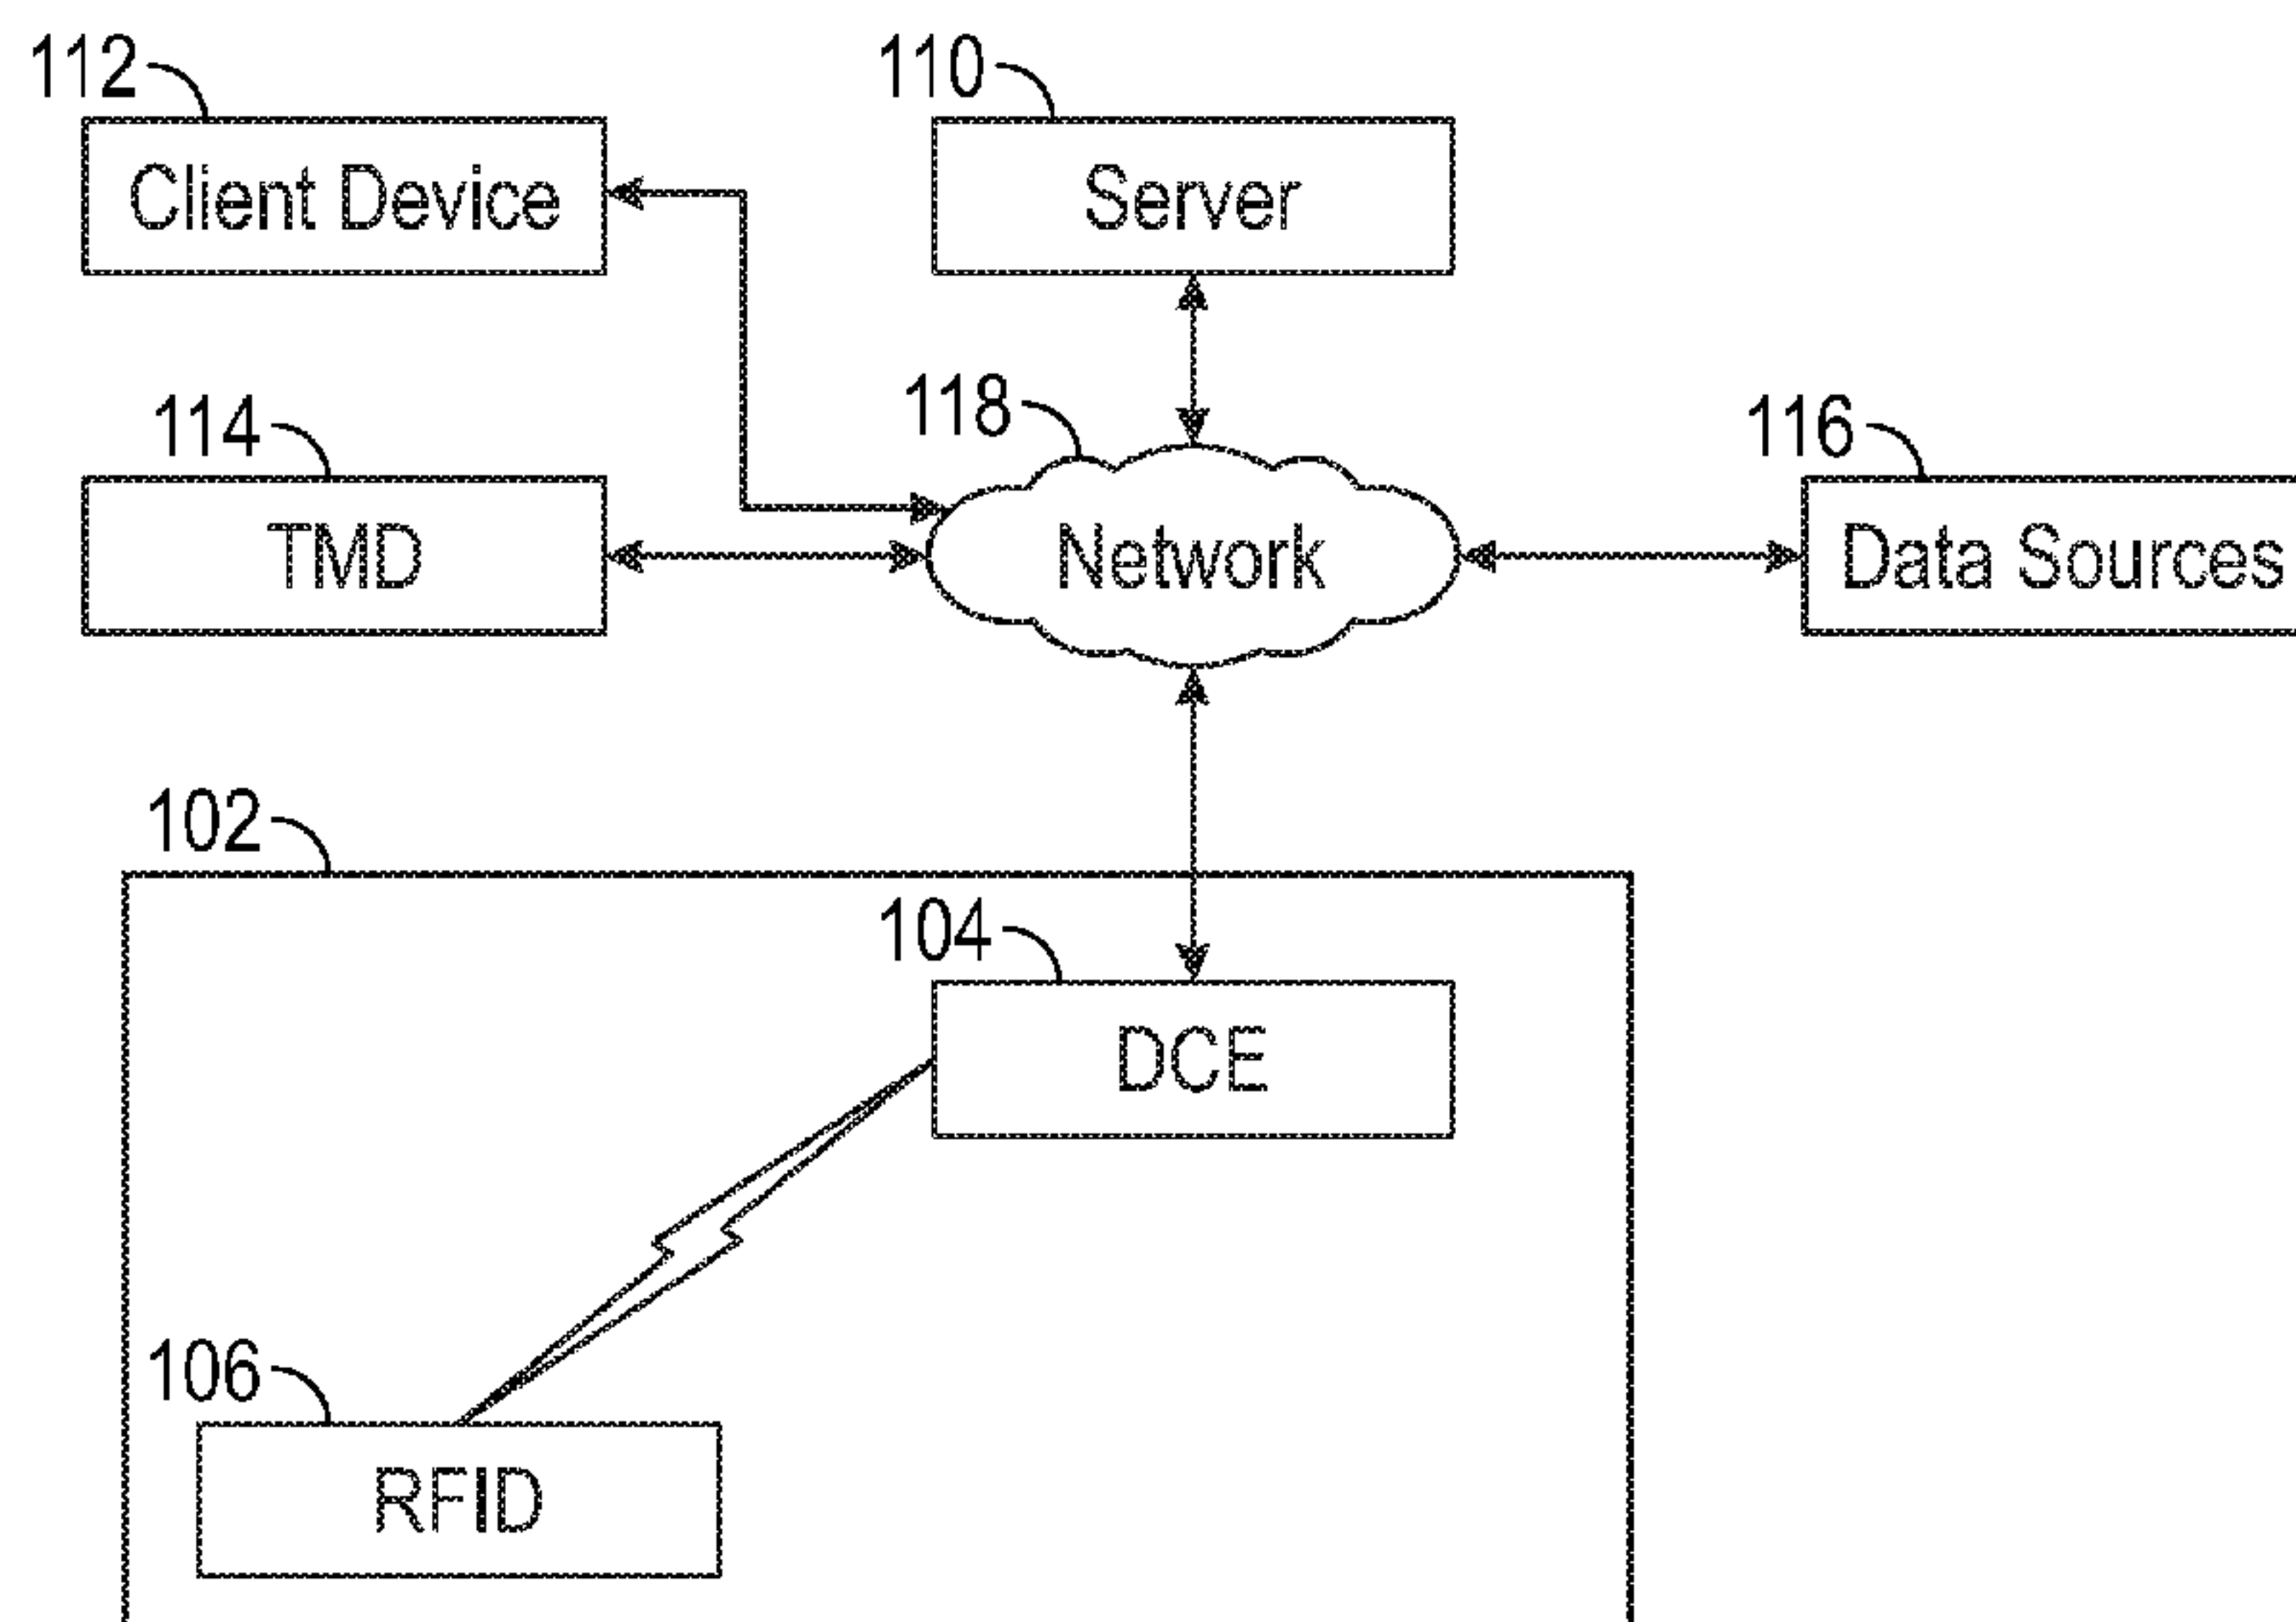 112
110
Client Device
Server
118
114
116
TMD
Network
Data Sources
102
104
DCE
106
RFID